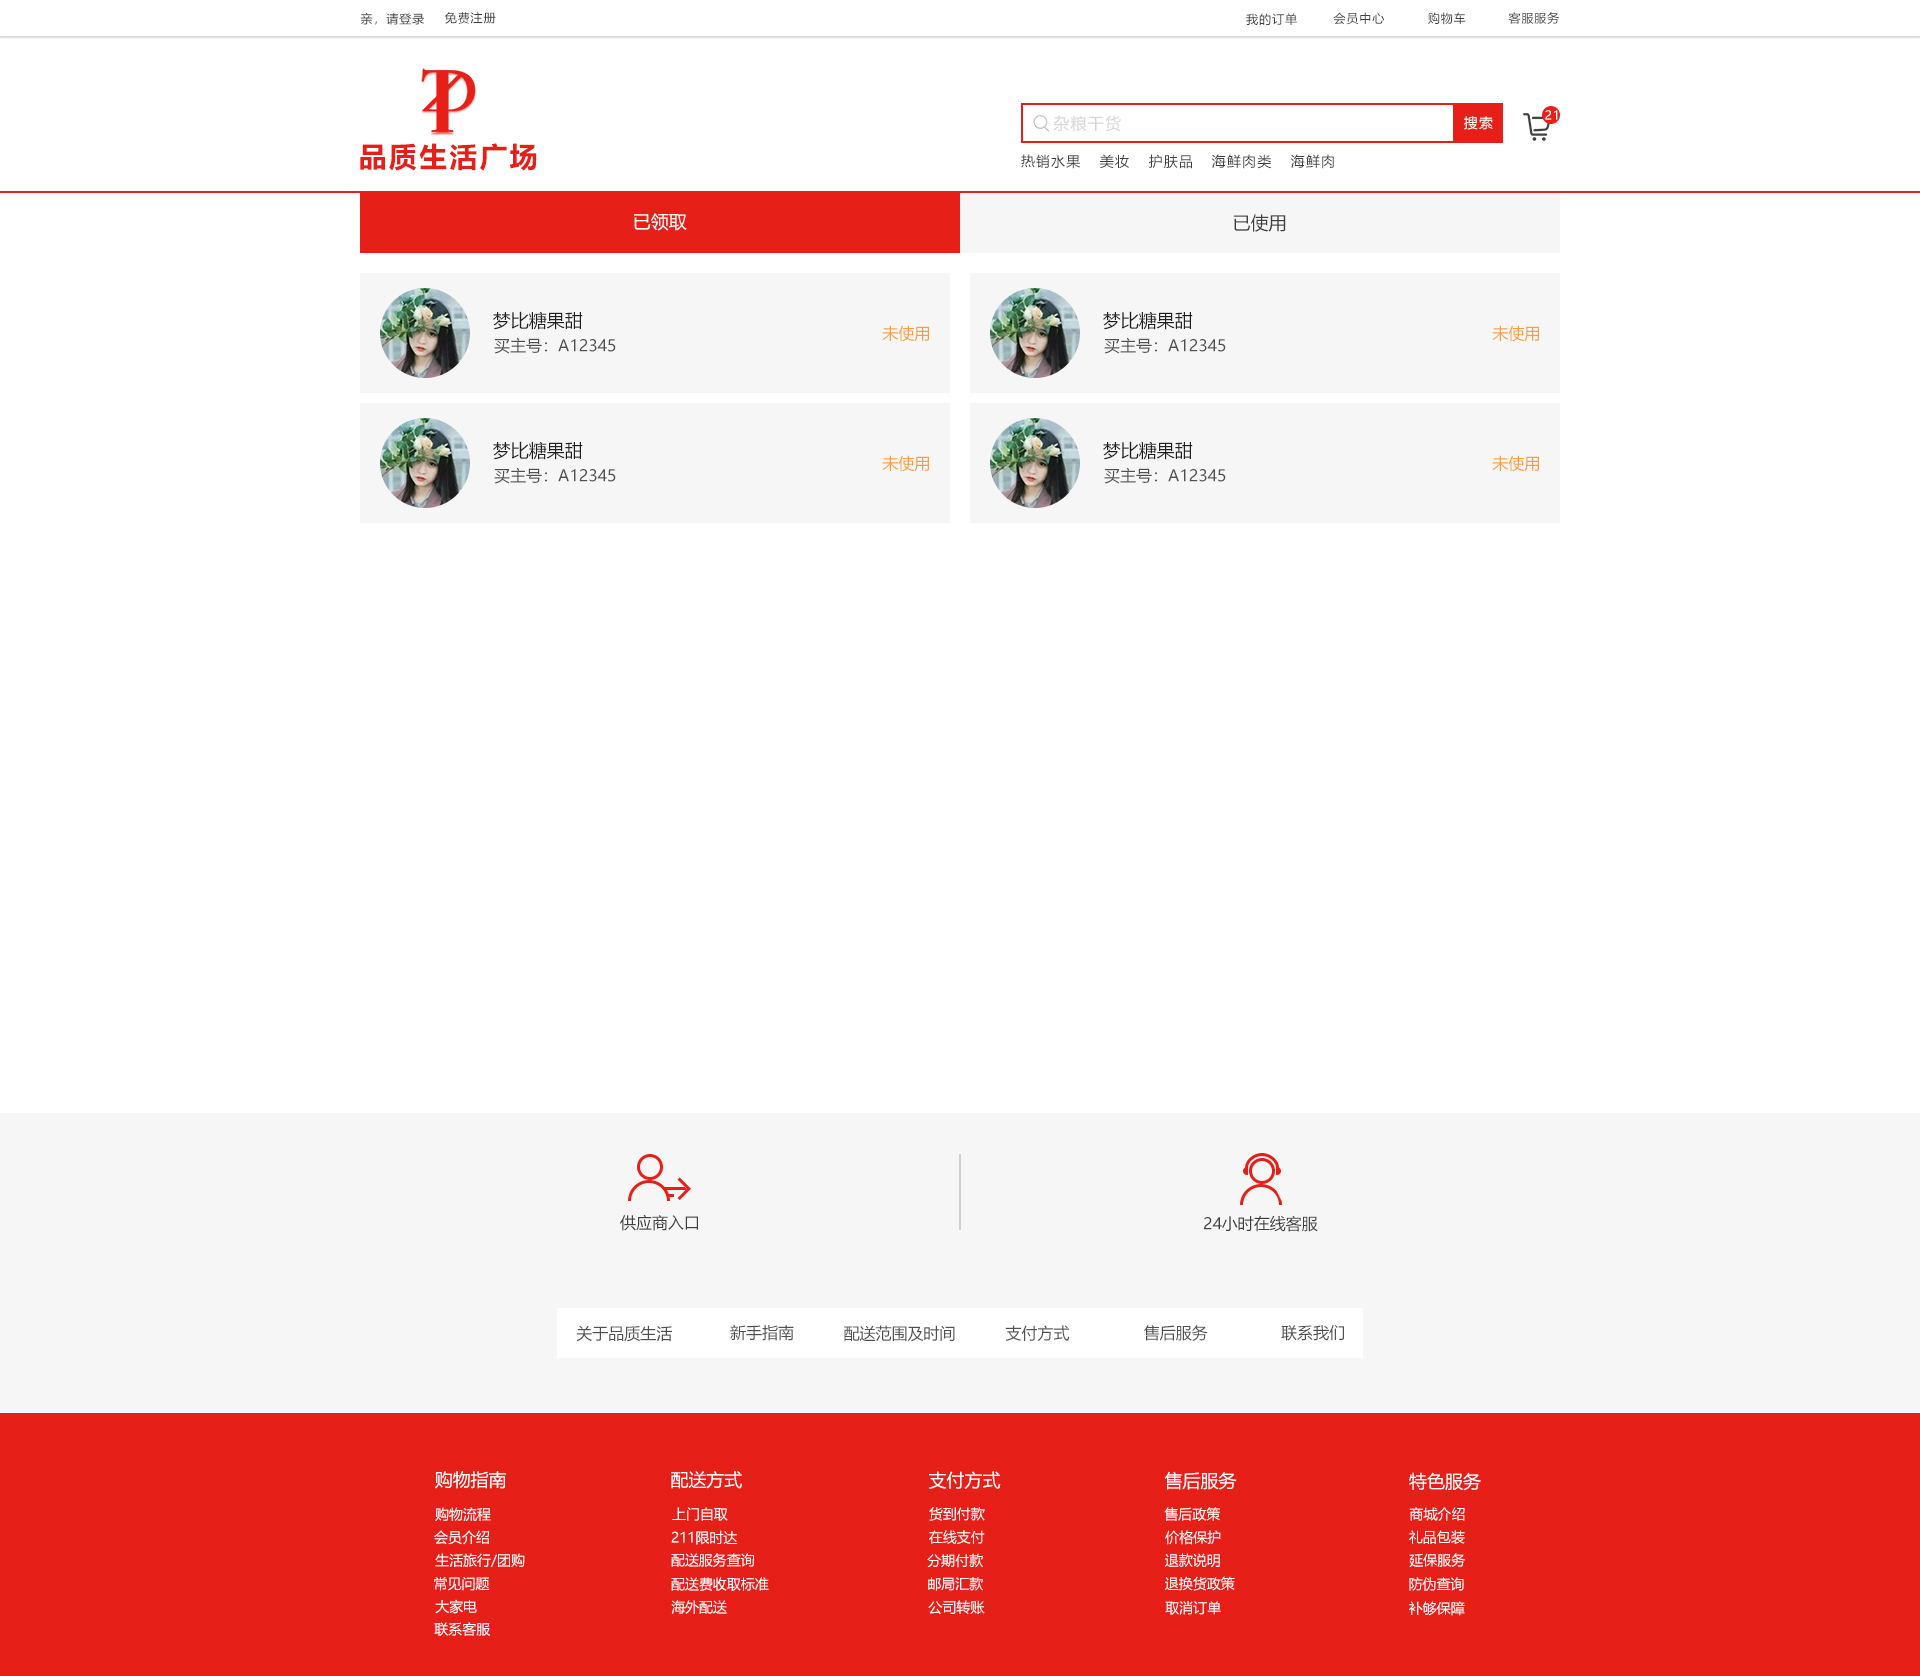 亲，请登录 免费注册 我的订单 会员中心 购物车 客服服务
品质生活广场
杂粮干货 搜索 21
热销水果 美妆 护肤品 海鲜肉类 海鲜肉
已领取 已使用
梦比糖果甜
买主号：A12345
未使用
梦比糖果甜
买主号：A12345
未使用
梦比糖果甜
买主号：A12345
未使用
梦比糖果甜
买主号：A12345
未使用
供应商入口 24小时在线客服
关于品质生活 新手指南 配送范围及时间 支付方式 售后服务 联系我们
购物指南
购物流程
会员介绍
生活旅行/团购
常见问题
大家电
联系客服
配送方式
上门自取
211限时达
配送服务查询
配送费收取标准
海外配送
支付方式
货到付款
在线支付
分期付款
邮局汇款
公司转账
售后服务
售后政策
价格保护
退款说明
退换货政策
取消订单
特色服务
商城介绍
礼品包装
延保服务
防伪查询
补够保障